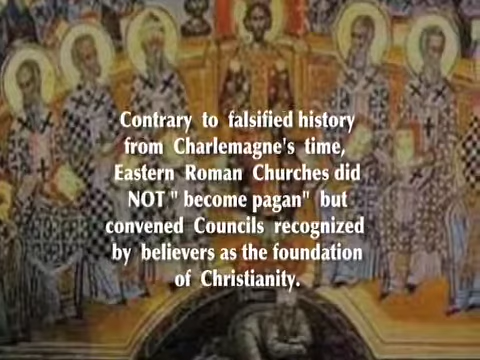 Contrary to falsified history
from Charlemagne's time,
Eastern Roman Churches did
NOT " become pagan" but
convened Councils recognized
by believers as the foundation
of Christianity.